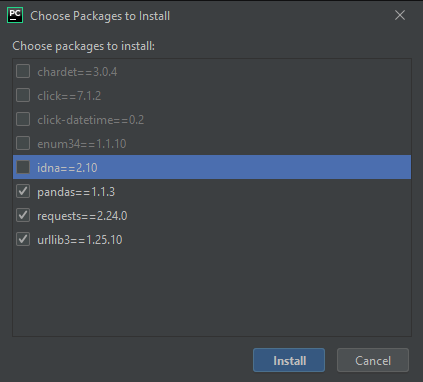 PC Choose Packages to Install
Choose packages to install:
chardet==3.0.4
click==7.1.2
click-datetime==0.2
enum34==1.1.10
idna==2.10
pandas==1.1.3
requests==2.24.0
urllib3==1.25.10
Install Cancel